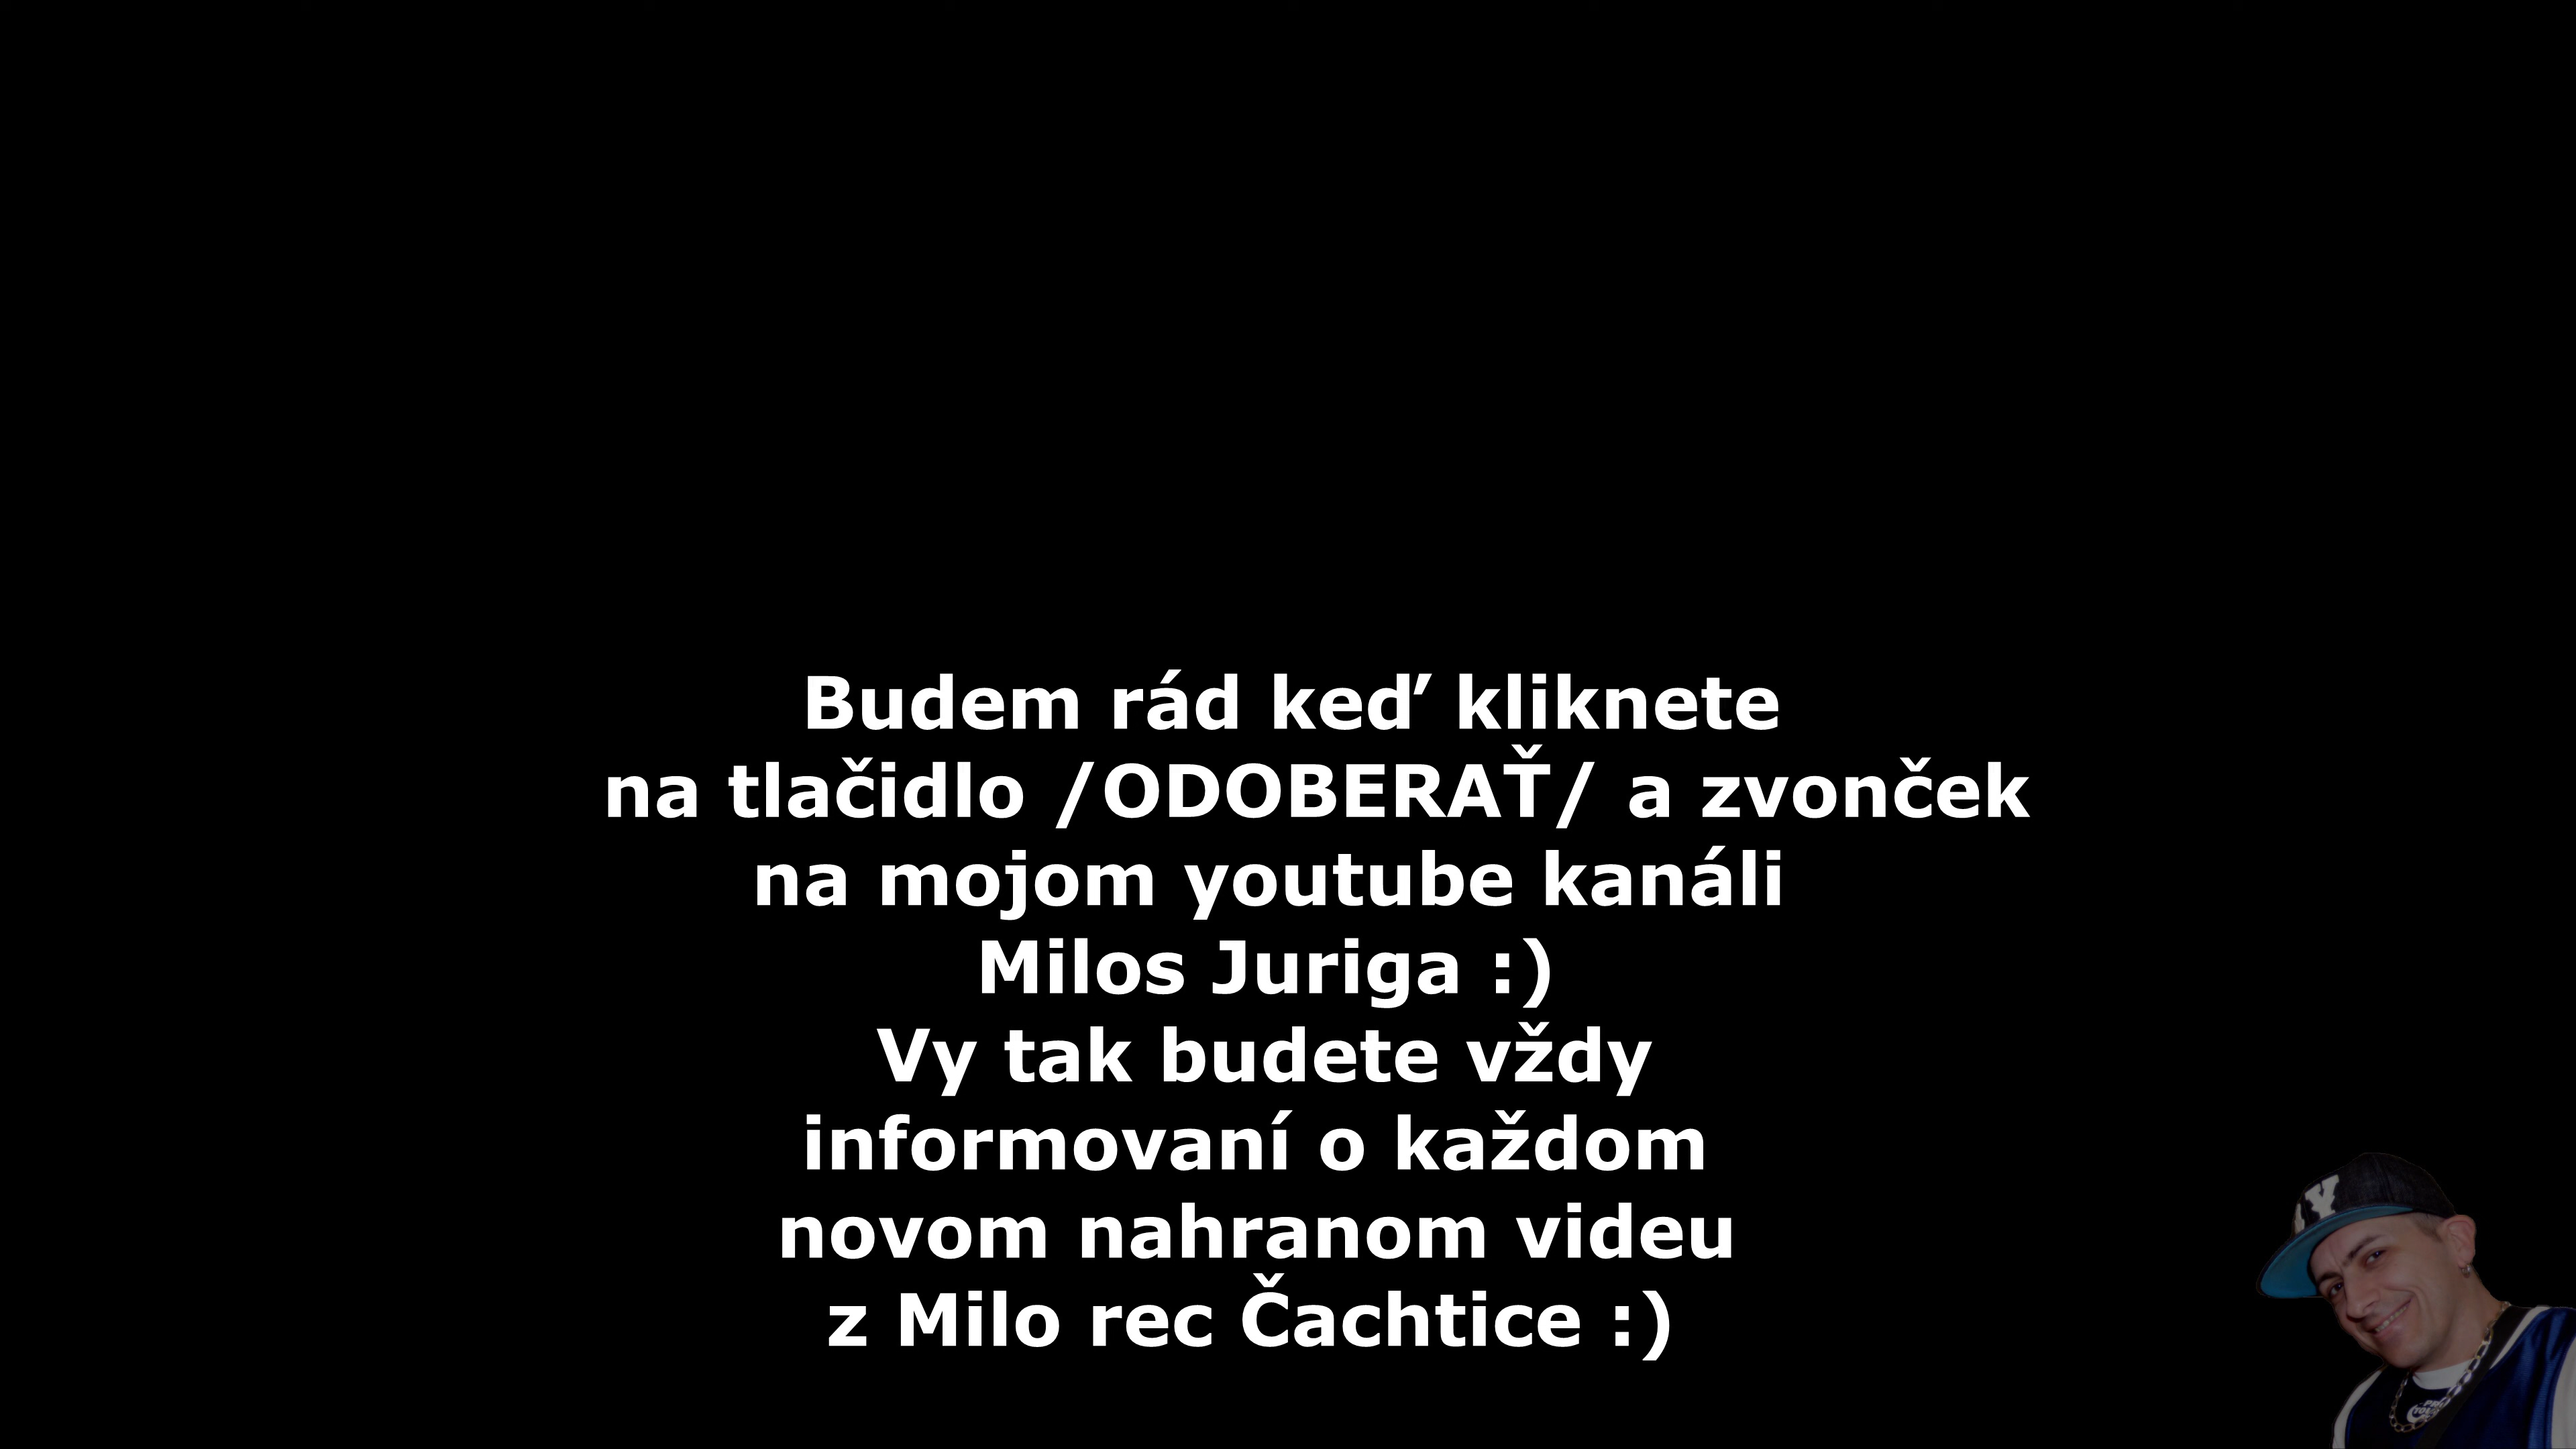 Budem rád keď kliknete
na tlačidlo /ODOBERAŤ/ a zvonček
na mojom youtube kanáli
Milos Juriga :)
Vy tak budete vždy
informovaní o každom
novom nahranom videu
z Milo rec Čachtice :)